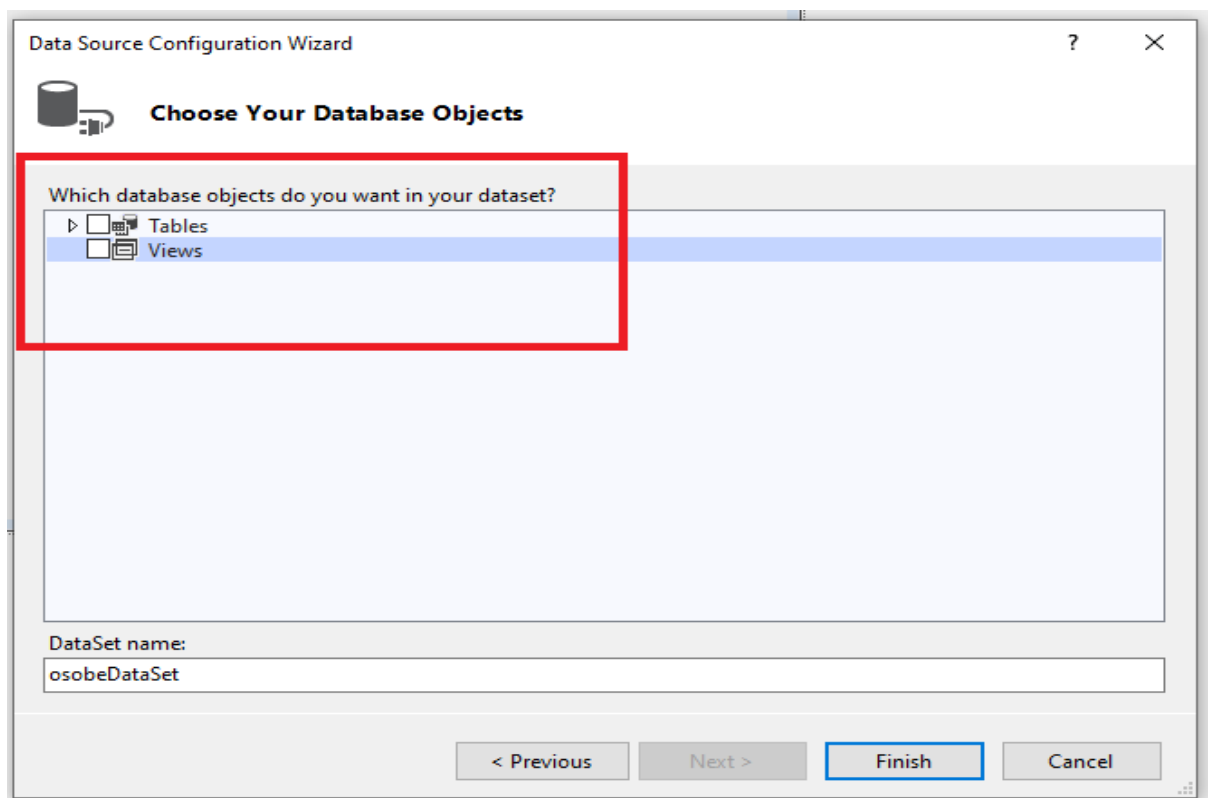 Data Source Configuration Wizard
?
Choose Your Database Objects
Which database objects do you want in your dataset?
Tables
Views
DataSet name:
osobeDataSet
< Previous
Next >
Finish
Cancel